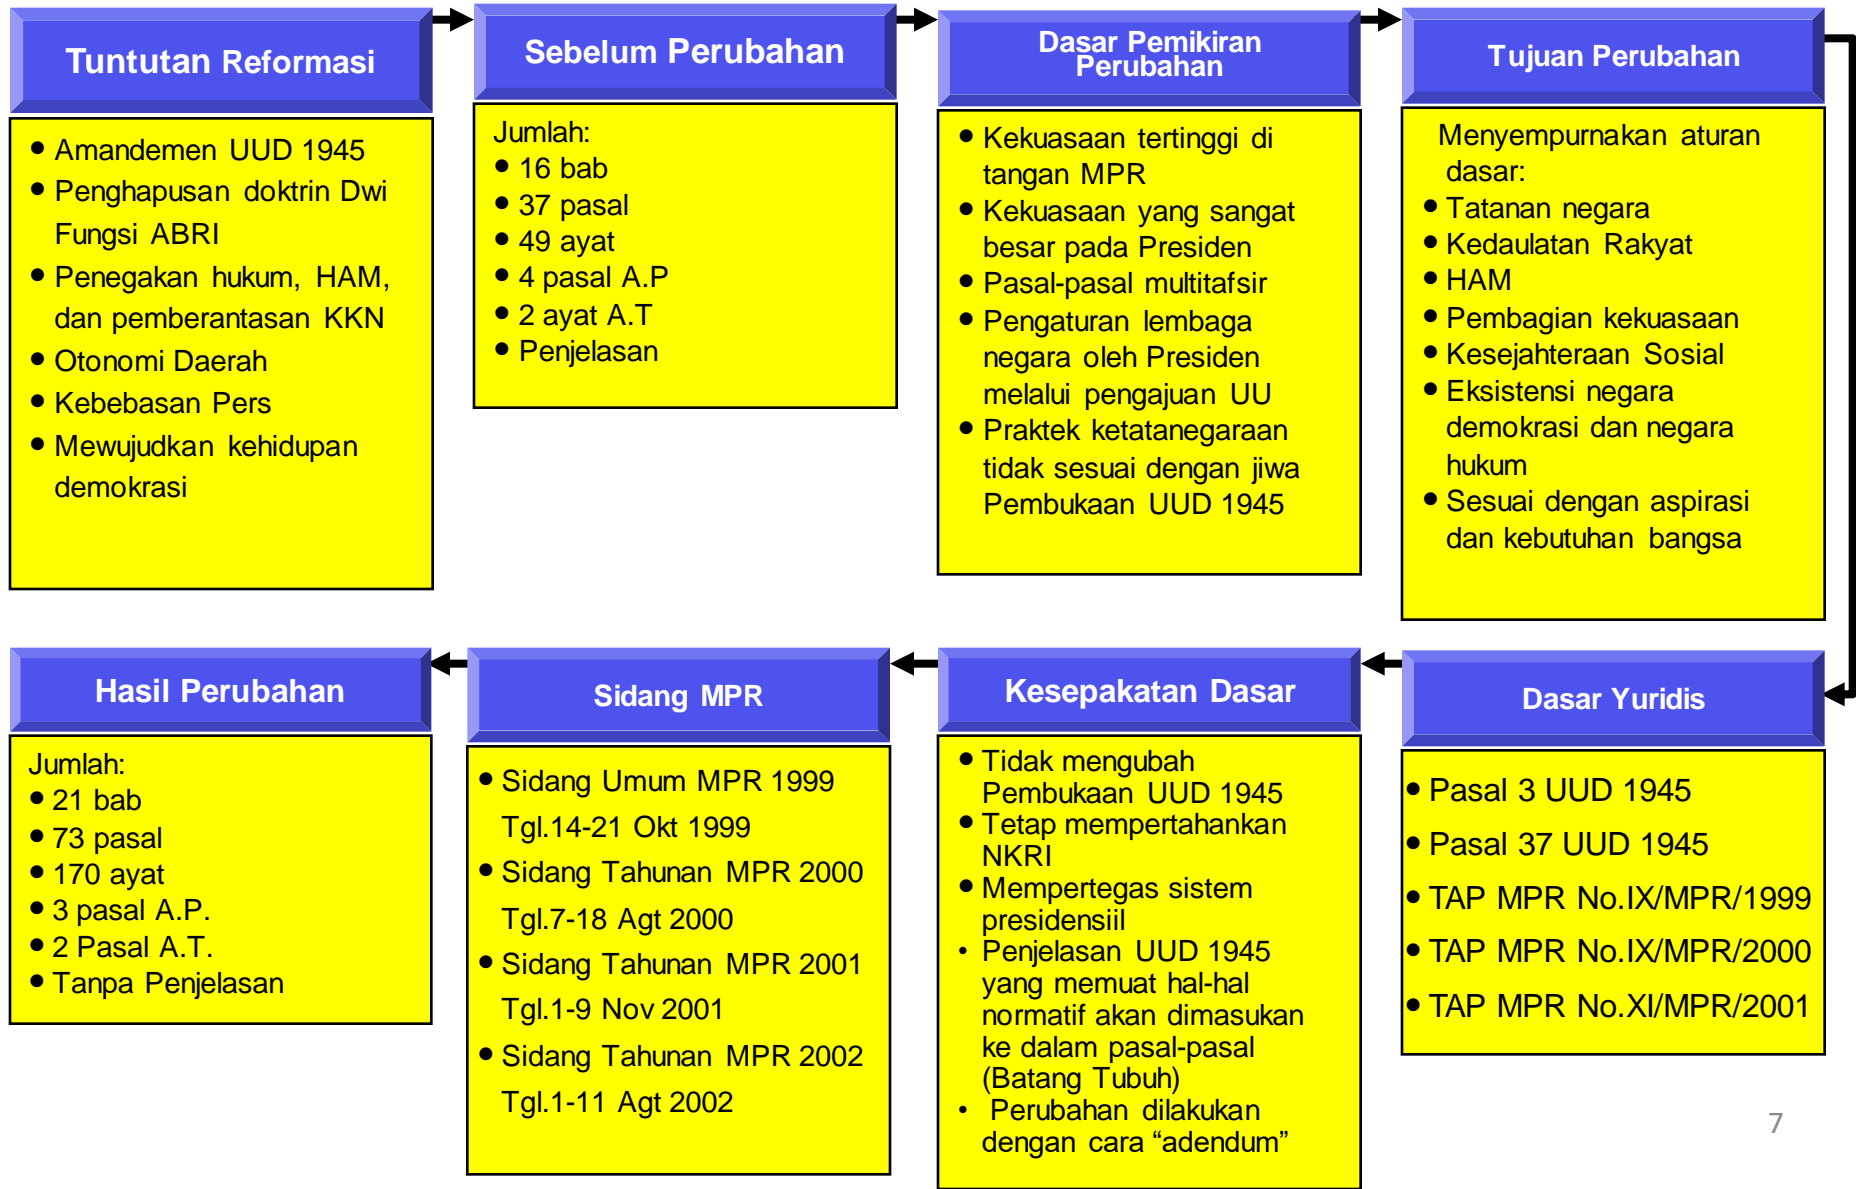 Tuntutan Reformasi
Amandemen UUD 1945
Penghapusan doktrin Dwi
Fungsi ABRI
Penegakan hukum, HAM,
dan pemberantasan KKN
Otonomi Daerah
Kebebasan Pers
Mewujudkan kehidupan
demokrasi
Sebelum Perubahan
Jumlah:
16 bab
37 pasal
49 ayat
4 pasal A.P
2 ayat A.T
Penjelasan
Dasar Pemikiran
Perubahan
Kekuasaan tertinggi di
tangan MPR
Kekuasaan yang sangat
besar pada Presiden
Pasal-pasal multitafsir
Pengaturan lembaga
negara oleh Presiden
melalui pengajuan UU
Praktek ketatanegaraan
tidak sesuai dengan jiwa
Pembukaan UUD 1945
Tujuan Perubahan
Menyempurnakan aturan
dasar:
Tatanan negara
Kedaulatan Rakyat
HAM
Pembagian kekuasaan
Kesejahteraan Sosial
Eksistensi negara
demokrasi dan negara
hukum
Sesuai dengan aspirasi
dan kebutuhan bangsa
Dasar Yuridis
Pasal 3 UUD 1945
Pasal 37 UUD 1945
TAP MPR No.IX/MPR/1999
TAP MPR No.IX/MPR/2000
TAP MPR No.XI/MPR/2001
Kesepakatan Dasar
Tidak mengubah
Pembukaan UUD 1945
Tetap mempertahankan
NKRI
Mempertegas sistem
presidensiil
Penjelasan UUD 1945
yang memuat hal-hal
normatif akan dimasukan
ke dalam pasal-pasal
(Batang Tubuh)
Perubahan dilakukan
dengan cara “adendum”
Sidang MPR
Sidang Umum MPR 1999
Tgl.14-21 Okt 1999
Sidang Tahunan MPR 2000
Tgl.7-18 Agt 2000
Sidang Tahunan MPR 2001
Tgl.1-9 Nov 2001
Sidang Tahunan MPR 2002
Tgl.1-11 Agt 2002
Hasil Perubahan
Jumlah:
21 bab
73 pasal
170 ayat
3 pasal A.P.
2 Pasal A.T.
Tanpa Penjelasan
7